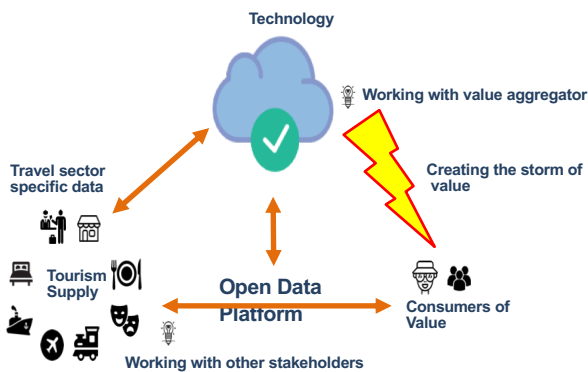 Technology
Working with value aggregator
Travel sector
specific data
Creating the storm of
value
Tourism
Supply
Open Data
Platform
Consumers of
Value
Working with other stakeholders